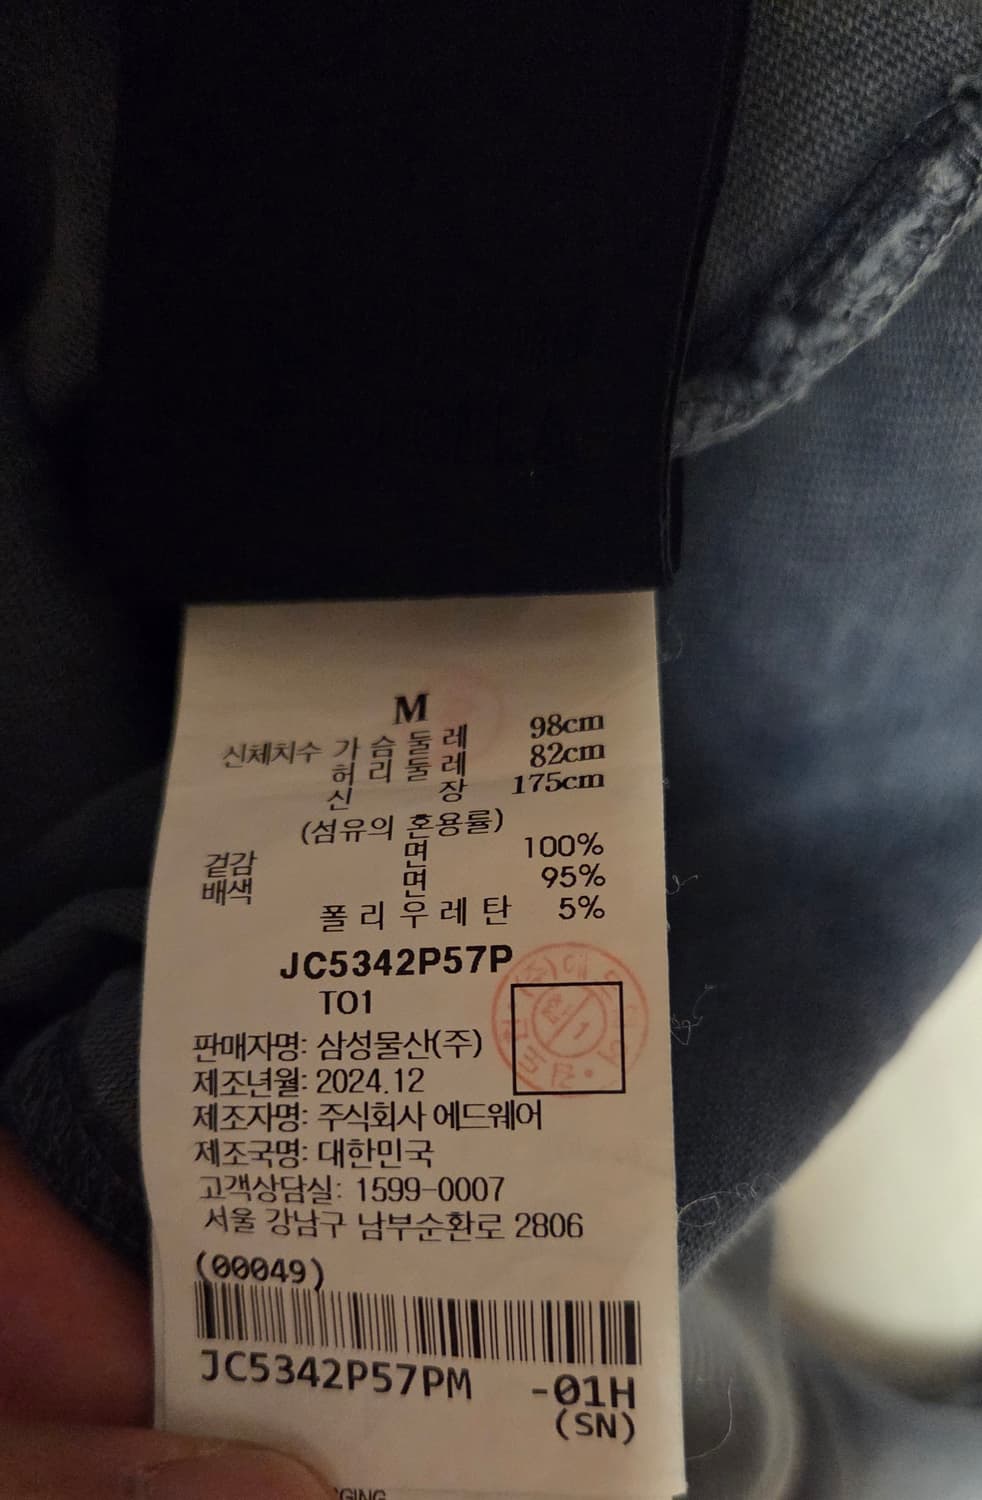 M
신체치수 가슴둘레 98cm
허리둘레 82cm
신장 175cm
(섬유의 혼용률)
겉감 면 100%
배색 면 95%
폴리우레탄 5%
JC5342P57P
T01
판매자명: 삼성물산(주)
제조년월: 2024.12
제조자명: 주식회사 에드웨어
제조국명: 대한민국
고객상담실: 1599-0007
서울 강남구 남부순환로 2806
(00049)
JC5342P57PM -01H
(SN)